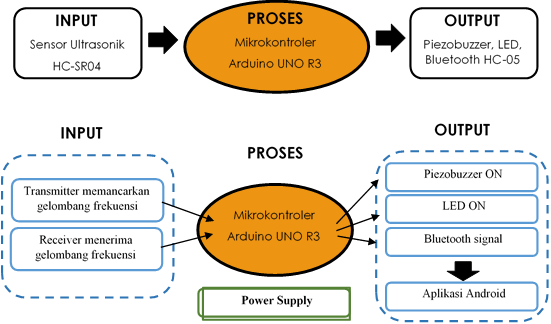 INPUT
Sensor Ultrasonik
HC-SR04
PROSES
Mikrokontroler
Arduino UNO R3
OUTPUT
Piezobuzzer, LED,
Bluetooth HC-05
INPUT
Transmitter memancarkan
gelombang frekuensi
Receiver menerima
gelombang frekuensi
PROSES
Mikrokontroler
Arduino UNO R3
Power Supply
OUTPUT
Piezobuzzer ON
LED ON
Bluetooth signal
Aplikasi Android